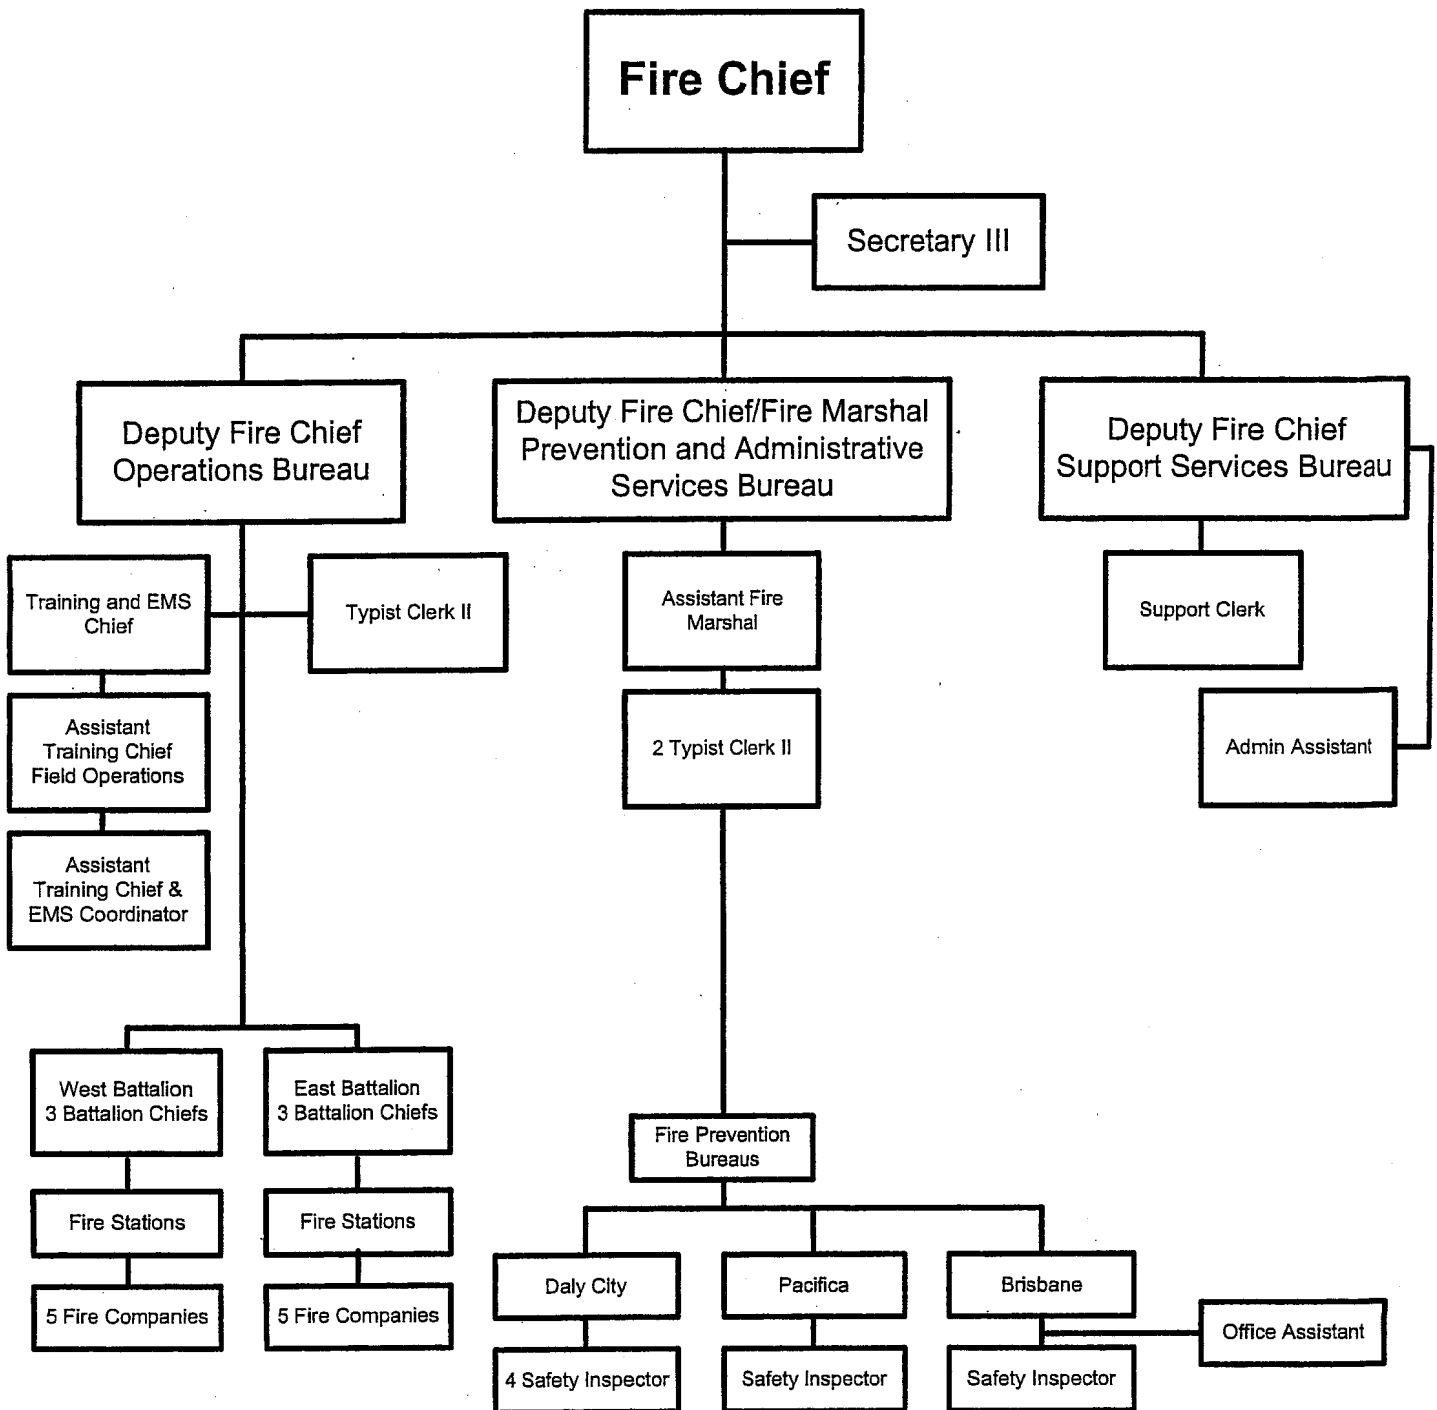 Fire Chief
Secretary III
Deputy Fire Chief
Operations Bureau
Deputy Fire Chief/Fire Marshal
Prevention and Administrative
Services Bureau
Deputy Fire Chief
Support Services Bureau
Training and EMS
Chief
Typist Clerk II
Assistant Fire
Marshal
Support Clerk
Assistant
Training Chief
Field Operations
2 Typist Clerk II
Admin Assistant
Assistant
Training Chief &
EMS Coordinator
West Battalion
3 Battalion Chiefs
East Battalion
3 Battalion Chiefs
Fire Prevention
Bureaus
Fire Stations
Fire Stations
5 Fire Companies
5 Fire Companies
Daly City
Pacifica
Brisbane
Office Assistant
4 Safety Inspector
Safety Inspector
Safety Inspector